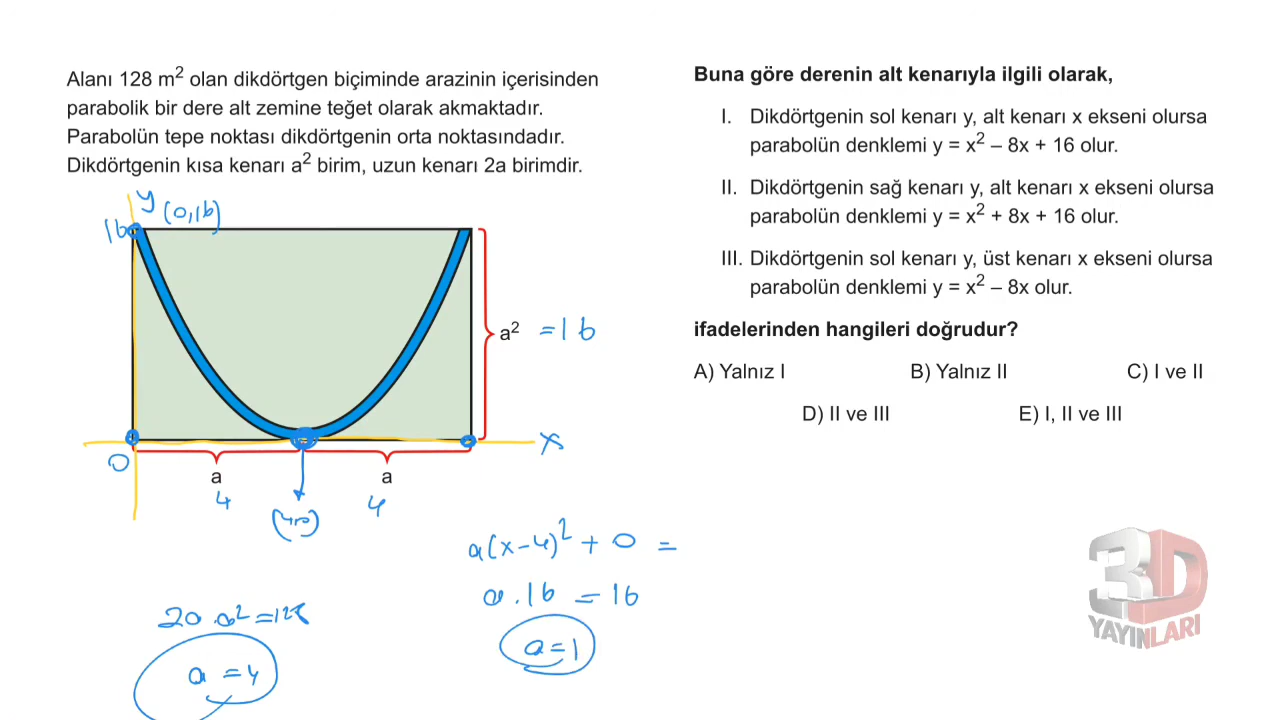 Alanı 128 m² olan dikdörtgen biçiminde arazinin içerisinden
parabolik bir dere alt zemine teğet olarak akmaktadır.
Parabolün tepe noktası dikdörtgenin orta noktasındadır.
Dikdörtgenin kısa kenarı a² birim, uzun kenarı 2a birimdir.
y
(0,16)
16
a² = 16
0
x
a
a
4
4
(4,0)
a(x-4)² + 0 =
a . 16 = 16
a = 1
2a . a² = 128
a = 4
Buna göre derenin alt kenarıyla ilgili olarak,
I. Dikdörtgenin sol kenarı y, alt kenarı x ekseni olursa
parabolün denklemi y = x² – 8x + 16 olur.
II. Dikdörtgenin sağ kenarı y, alt kenarı x ekseni olursa
parabolün denklemi y = x² + 8x + 16 olur.
III. Dikdörtgenin sol kenarı y, üst kenarı x ekseni olursa
parabolün denklemi y = x² – 8x olur.
ifadelerinden hangileri doğrudur?
A) Yalnız I B) Yalnız II C) I ve II
D) II ve III E) I, II ve III
3D
YAYINLARI